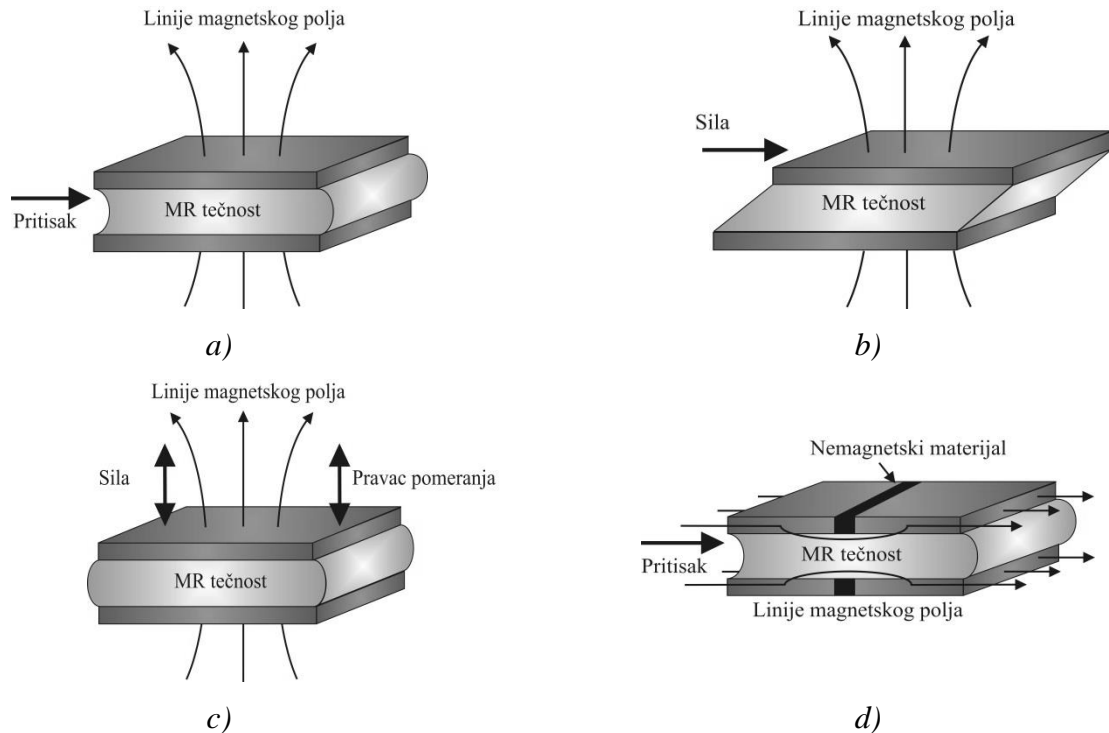 Linije magnetskog polja
Pritisak
MR tečnost
a)
Linije magnetskog polja
Sila
MR tečnost
b)
Linije magnetskog polja
Sila
Pravac pomeranja
MR tečnost
c)
Nemagnetski materijal
Pritisak
MR tečnost
Linije magnetskog polja
d)